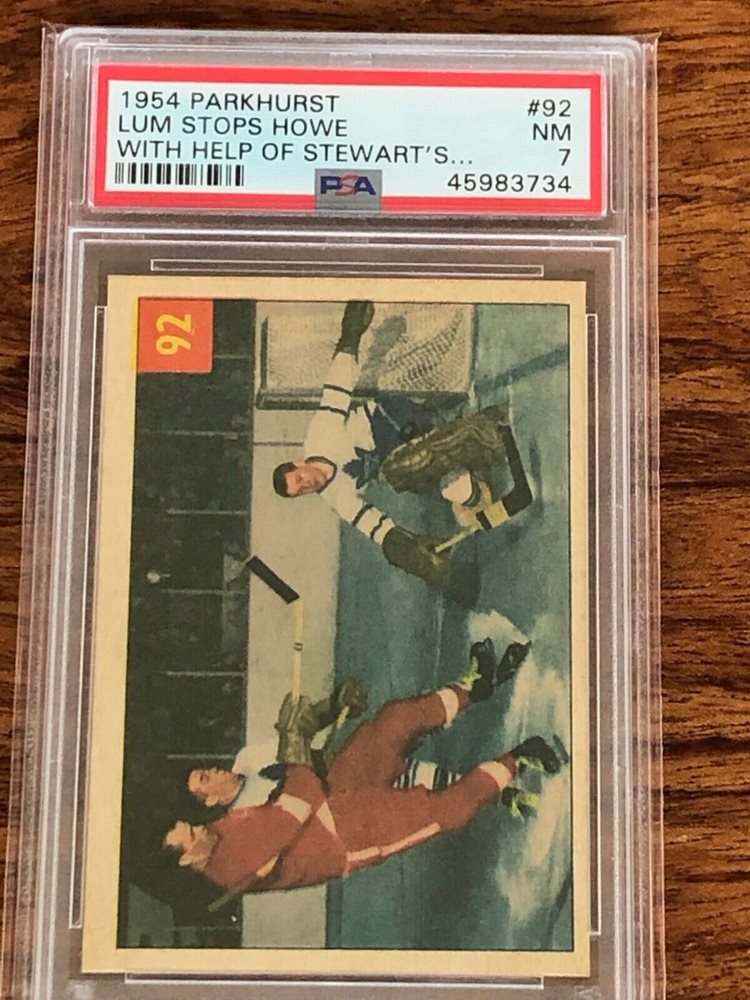 1954 PARKHURST #92
LUM STOPS HOWE NM
WITH HELP OF STEWART'S... 7
PSA 45983734
92